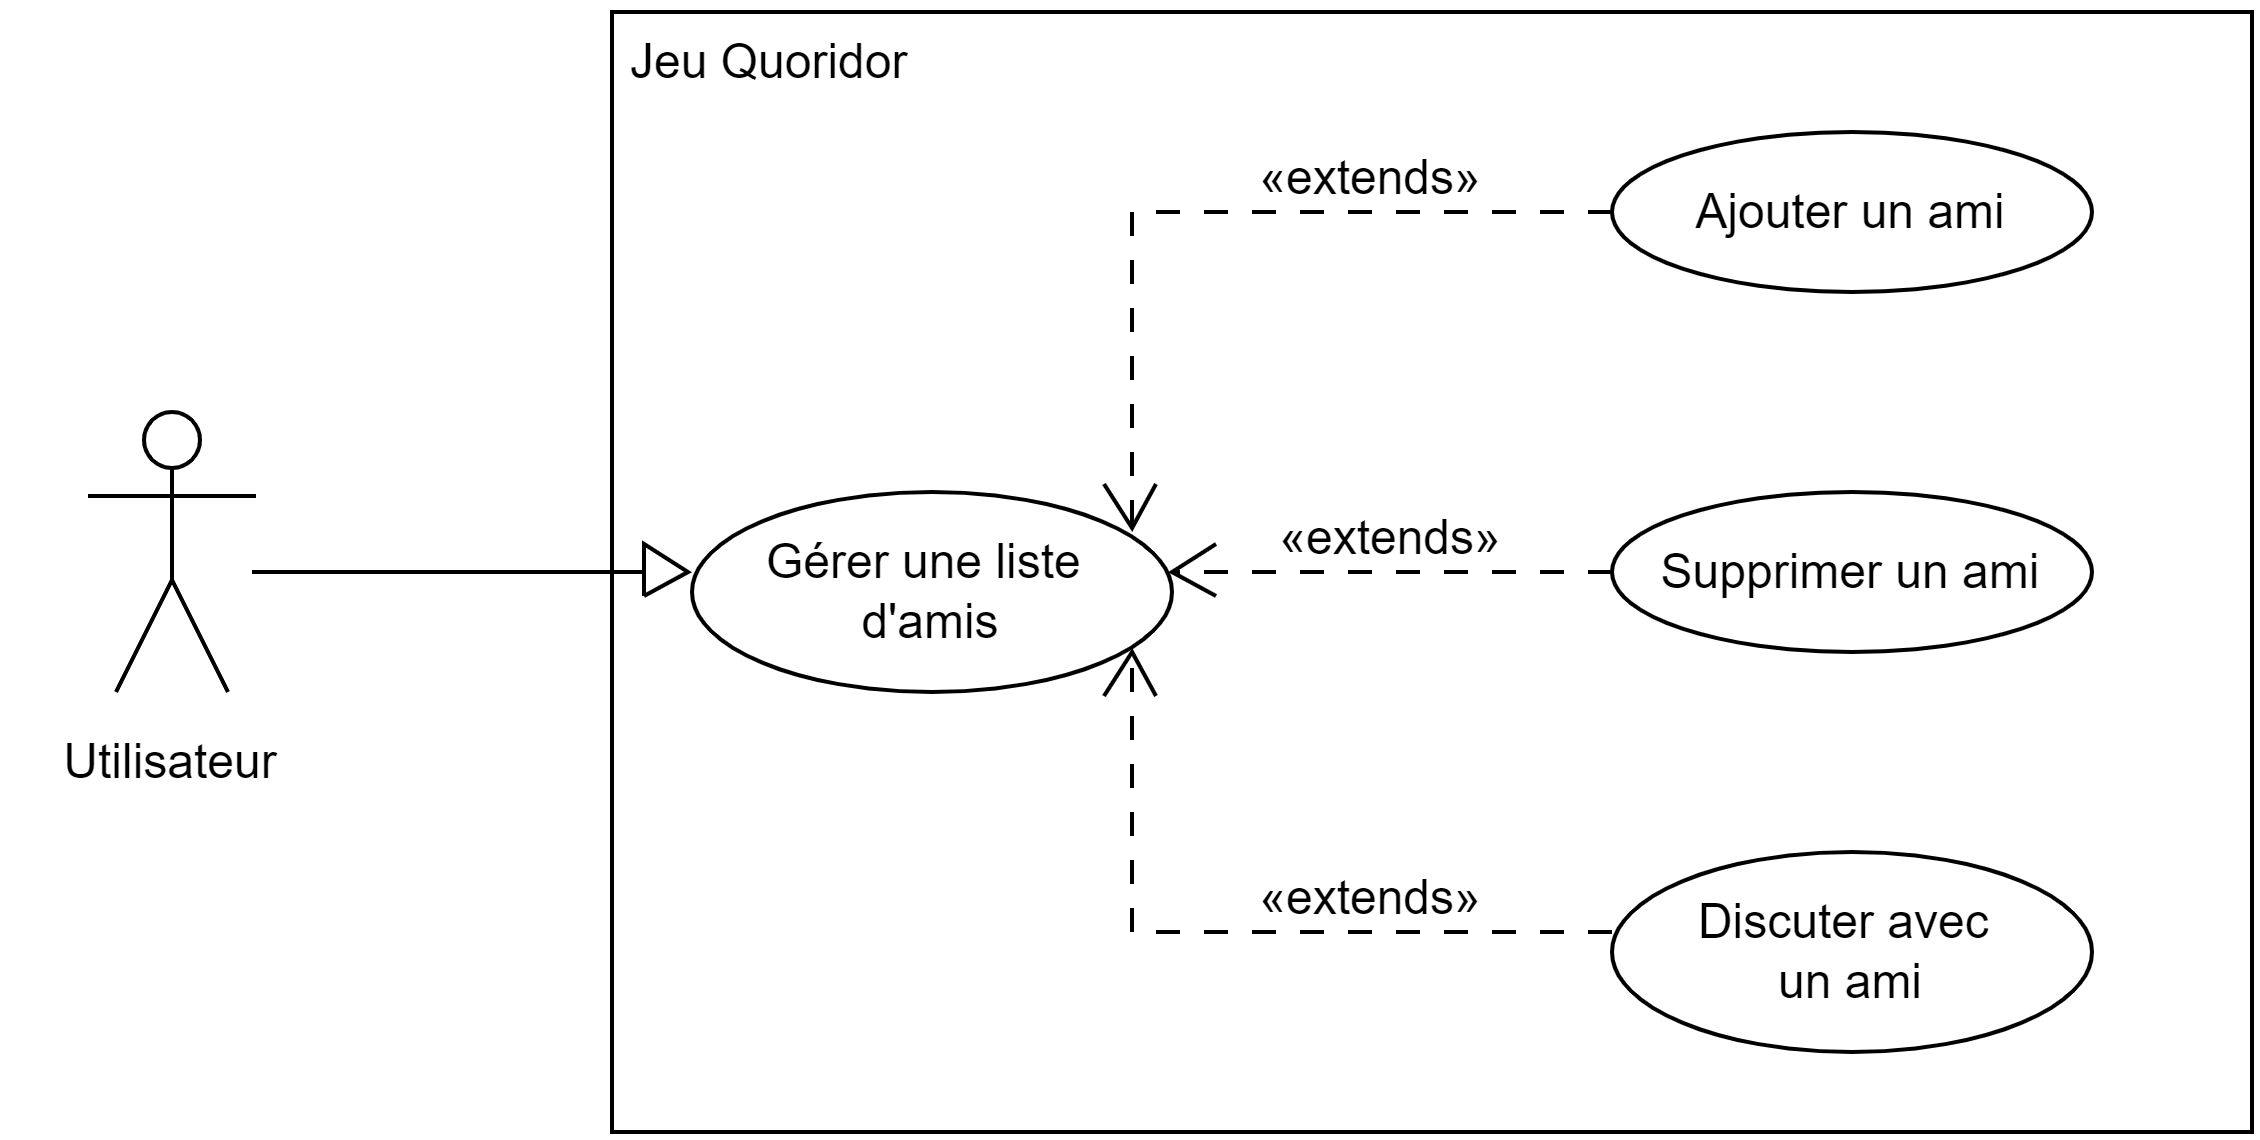 Jeu Quoridor
«extends»
Ajouter un ami
«extends»
Gérer une liste
d'amis
Supprimer un ami
Utilisateur
«extends»
Discuter avec
un ami